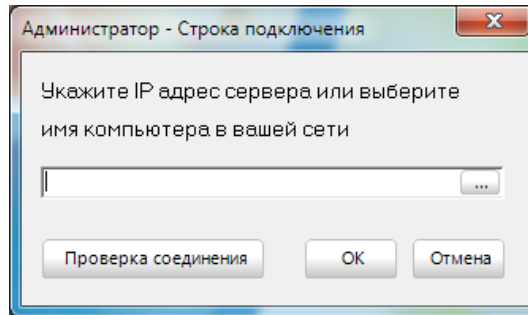 Администратор - Строка подключения
Укажите IP адрес сервера или выберите
имя компьютера в вашей сети
...
Проверка соединения OK Отмена